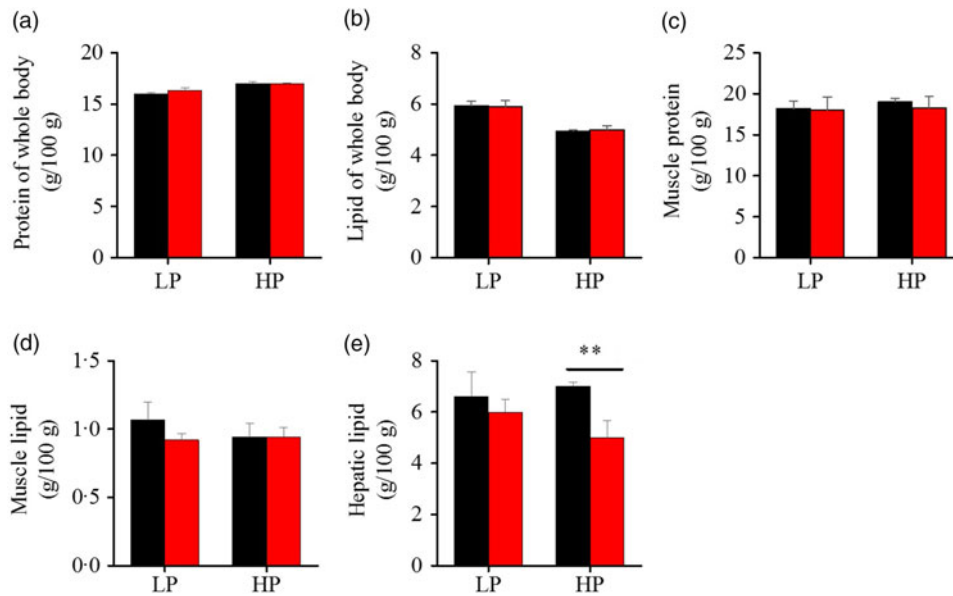 (a)
Protein of whole body
(g/100 g)
20
15
10
5
0
LP
HP
(b)
Lipid of whole body
(g/100 g)
8
6
4
2
0
LP
HP
(c)
Muscle protein
(g/100 g)
25
20
15
10
5
0
LP
HP
(d)
Muscle lipid
(g/100 g)
1·5
1·0
0·5
0·0
LP
HP
(e)
Hepatic lipid
(g/100 g)
8
6
4
2
0
**
LP
HP